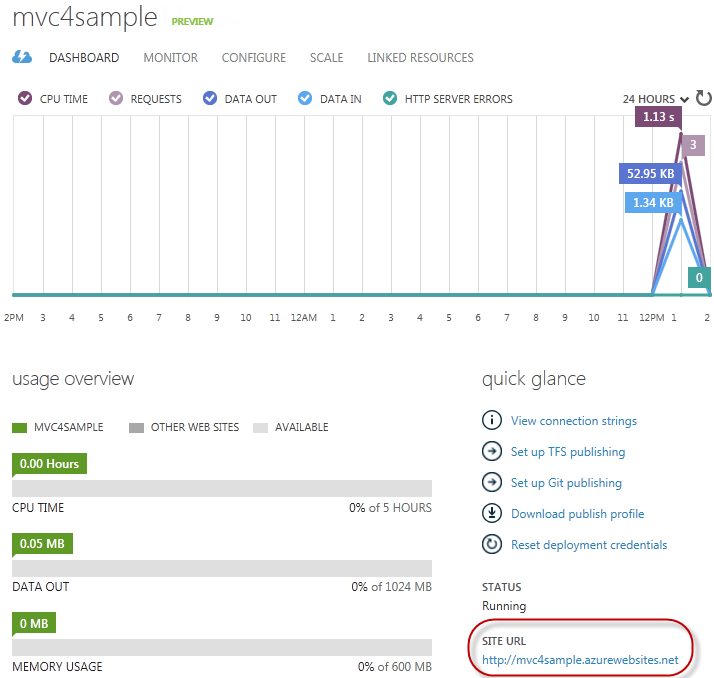 mvc4sample PREVIEW
DASHBOARD MONITOR CONFIGURE SCALE LINKED RESOURCES
CPU TIME REQUESTS DATA OUT DATA IN HTTP SERVER ERRORS 24 HOURS
1.13 s
3
52.95 KB
1.34 KB
0
2PM 3 4 5 6 7 8 9 10 11 12AM 1 2 3 4 5 6 7 8 9 10 11 12PM 1 2
usage overview
MVC4SAMPLE OTHER WEB SITES AVAILABLE
0.00 Hours
CPU TIME 0% of 5 HOURS
0.05 MB
DATA OUT 0% of 1024 MB
0 MB
MEMORY USAGE 0% of 600 MB
quick glance
View connection strings
Set up TFS publishing
Set up Git publishing
Download publish profile
Reset deployment credentials
STATUS
Running
SITE URL
http://mvc4sample.azurewebsites.net